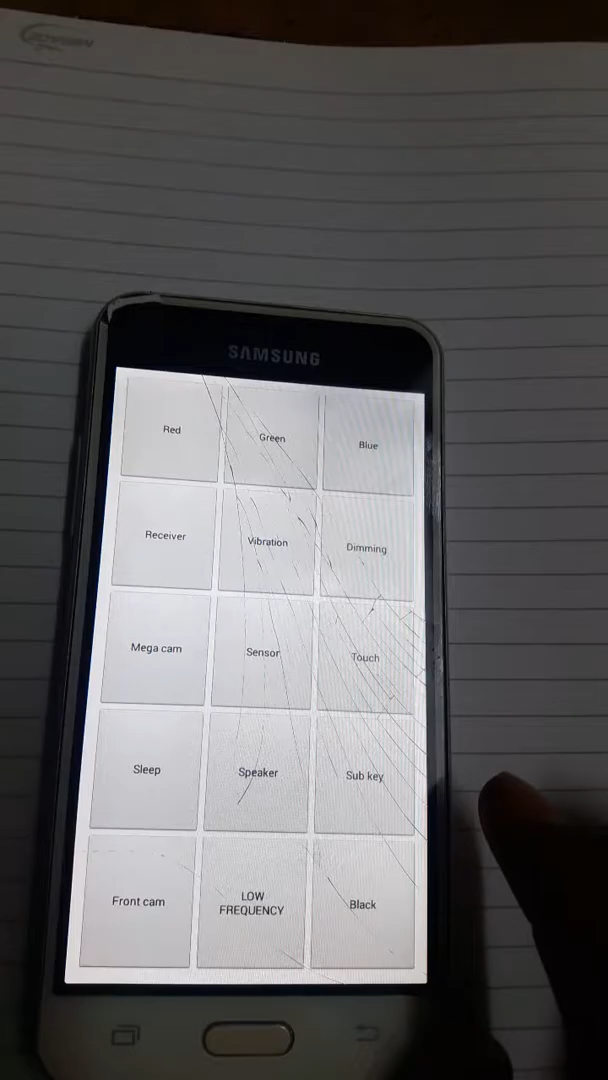 SAMSUNG
Red Green Blue
Receiver Vibration Dimming
Mega cam Sensor Touch
Sleep Speaker Sub key
Front cam LOW FREQUENCY Black